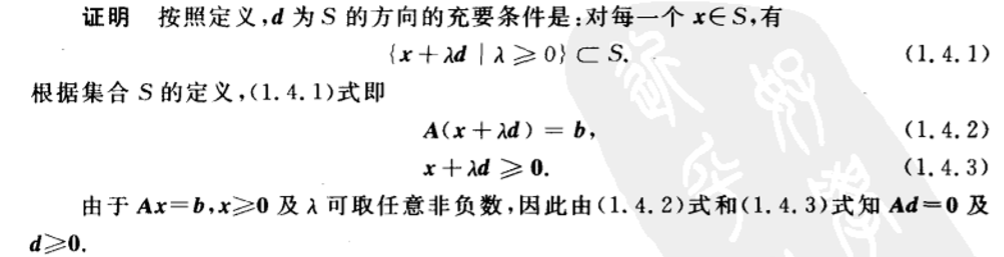 证明 按照定义,d 为 S 的方向的充要条件是:对每一个 x∈S,有
{x+λd | λ≥0}⊂S. (1.4.1)
根据集合 S 的定义,(1.4.1)式即
A(x+λd)=b, (1.4.2)
x+λd≥0. (1.4.3)
由于 Ax=b,x≥0 及 λ 可取任意非负数,因此由(1.4.2)式和(1.4.3)式知 Ad=0 及
d≥0.